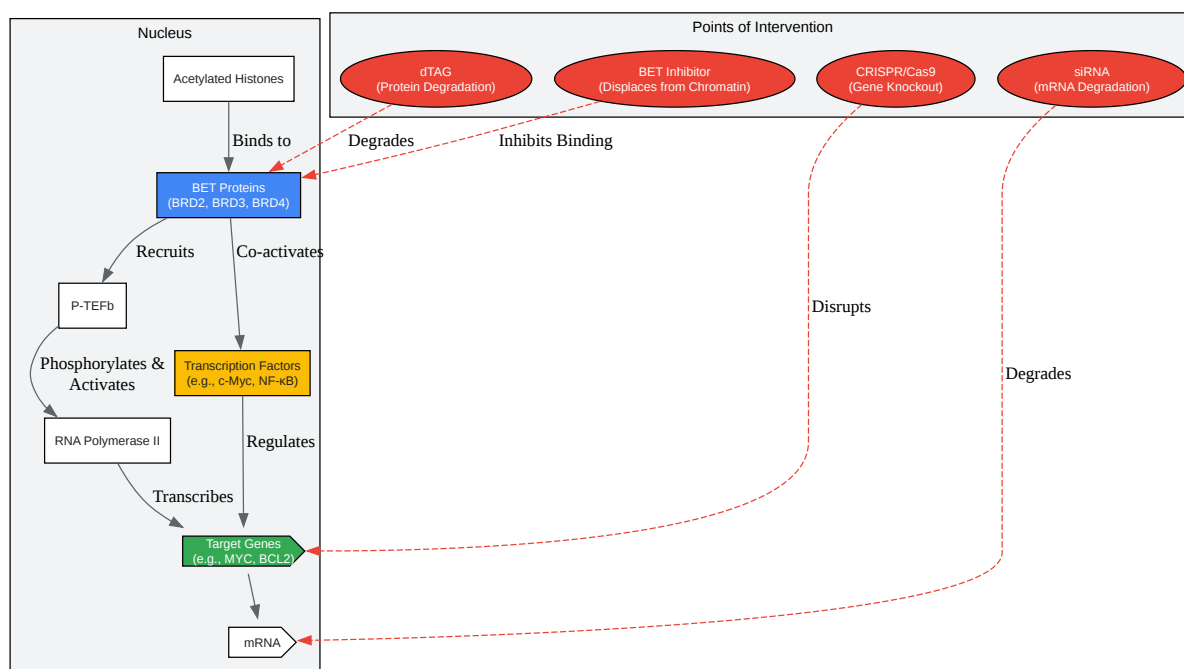 Nucleus
Points of Intervention
Acetylated Histones
dTAG
(Protein Degradation)
BET Inhibitor
(Displaces from Chromatin)
CRISPR/Cas9
(Gene Knockout)
siRNA
(mRNA Degradation)
Binds to
Degrades
Inhibits Binding
BET Proteins
(BRD2, BRD3, BRD4)
Recruits
Co-activates
P-TEFb
Disrupts
Phosphorylates &
Activates
Transcription Factors
(e.g., c-Myc, NF-κB)
Degrades
RNA Polymerase II
Regulates
Transcribes
Target Genes
(e.g., MYC, BCL2)
mRNA